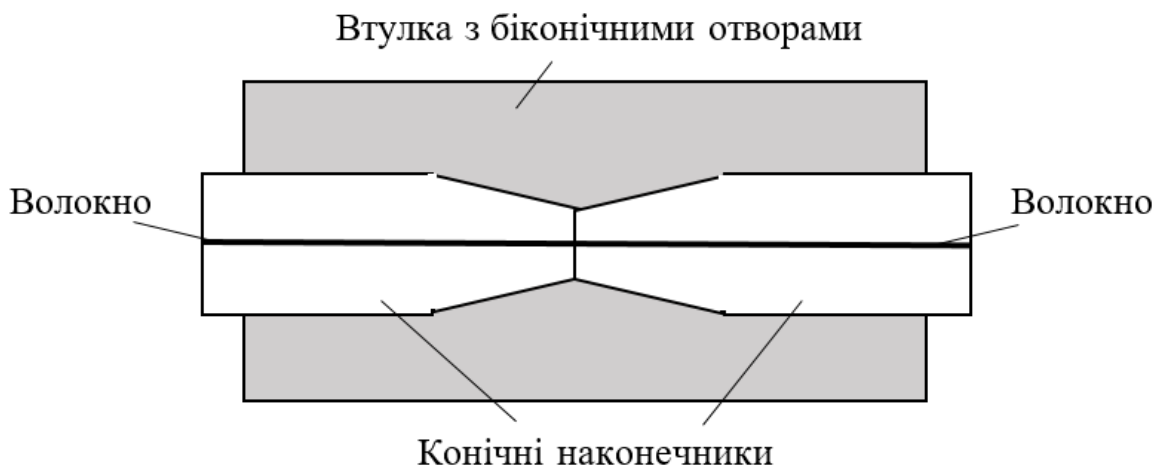 Втулка з біконічними отворами
Волокно
Волокно
Конічні наконечники